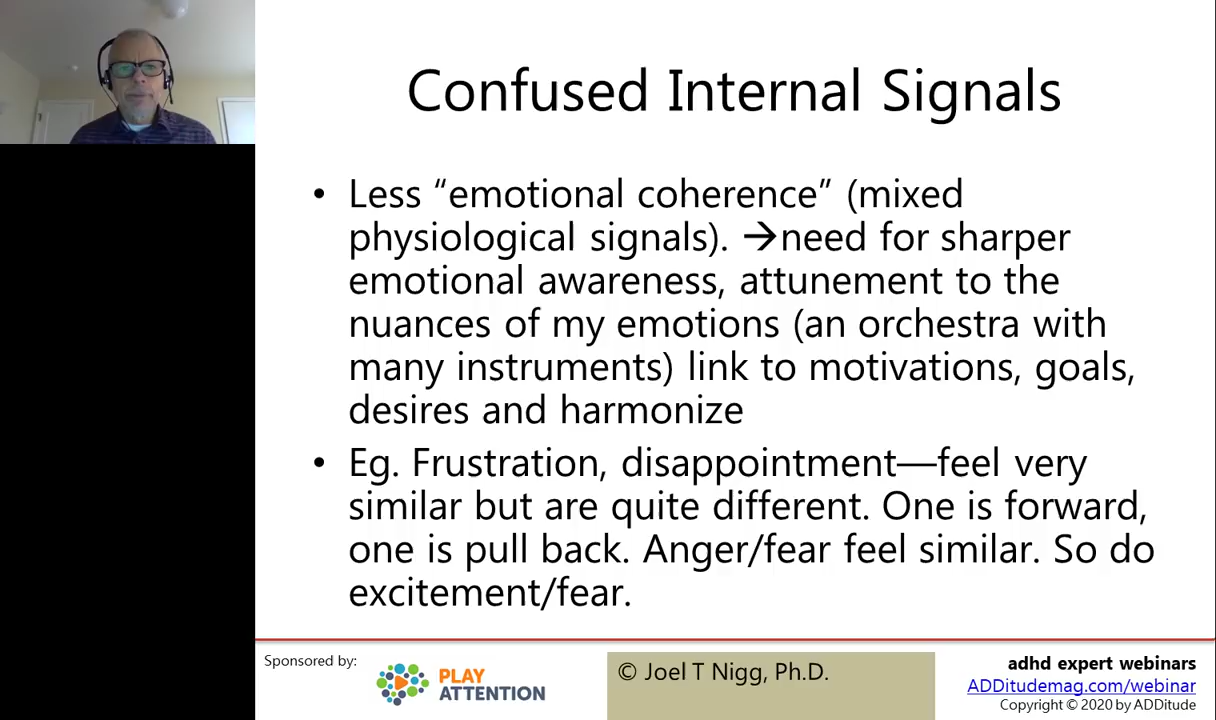 Confused Internal Signals
• Less “emotional coherence” (mixed
physiological signals). →need for sharper
emotional awareness, attunement to the
nuances of my emotions (an orchestra with
many instruments) link to motivations, goals,
desires and harmonize
• Eg. Frustration, disappointment—feel very
similar but are quite different. One is forward,
one is pull back. Anger/fear feel similar. So do
excitement/fear.
Sponsored by:
PLAY
ATTENTION
© Joel T Nigg, Ph.D.
adhd expert webinars
ADDitudemag.com/webinar
Copyright © 2020 by ADDitude